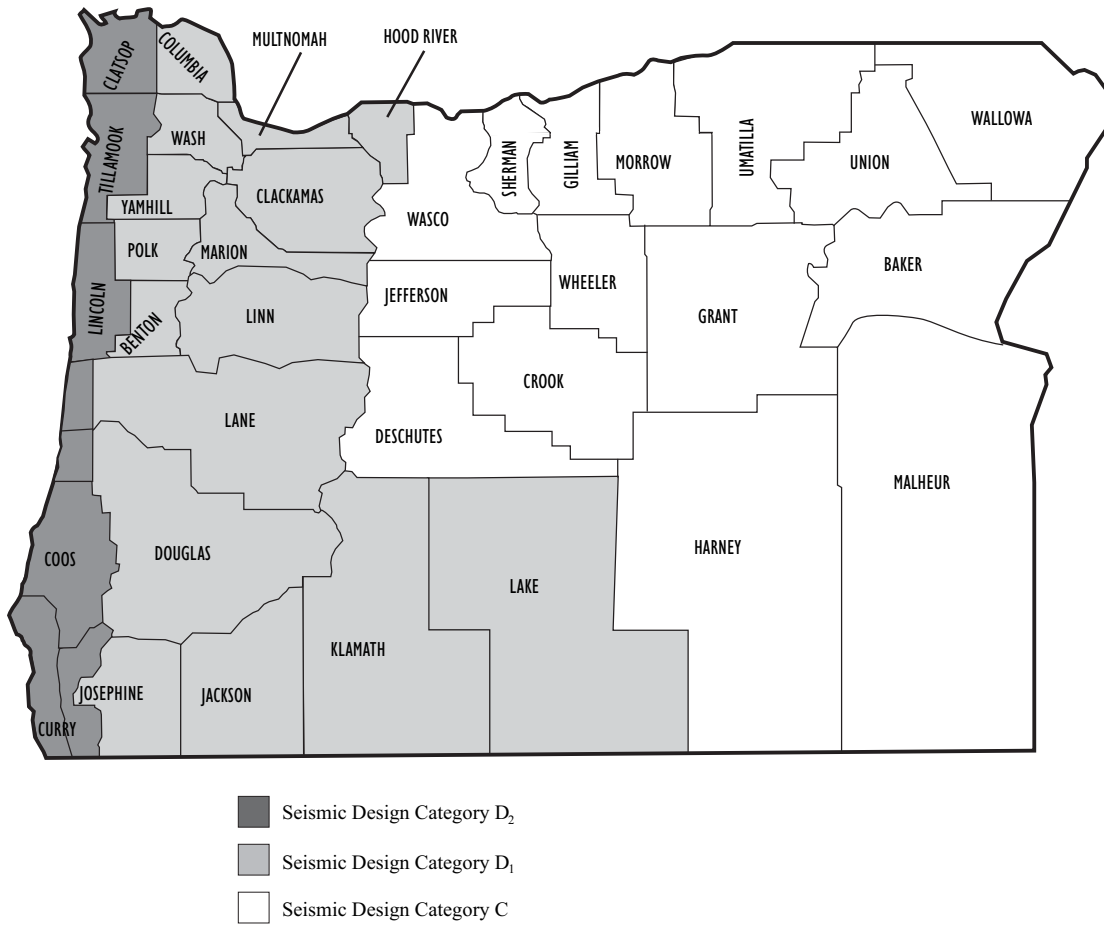 CLATSOP
COLUMBIA
MULTNOMAH
HOOD RIVER
TILLAMOOK
WASH
YAMHILL
CLACKAMAS
WASCO
SHERMAN
GILLIAM
MORROW
UMATILLA
UNION
WALLOWA
POLK
MARION
LINCOLN
BENTON
LINN
JEFFERSON
WHEELER
GRANT
BAKER
LANE
DESCHUTES
CROOK
MALHEUR
HARNEY
COOS
DOUGLAS
LAKE
KLAMATH
CURRY
JOSEPHINE
JACKSON
Seismic Design Category D₂
Seismic Design Category D₁
Seismic Design Category C